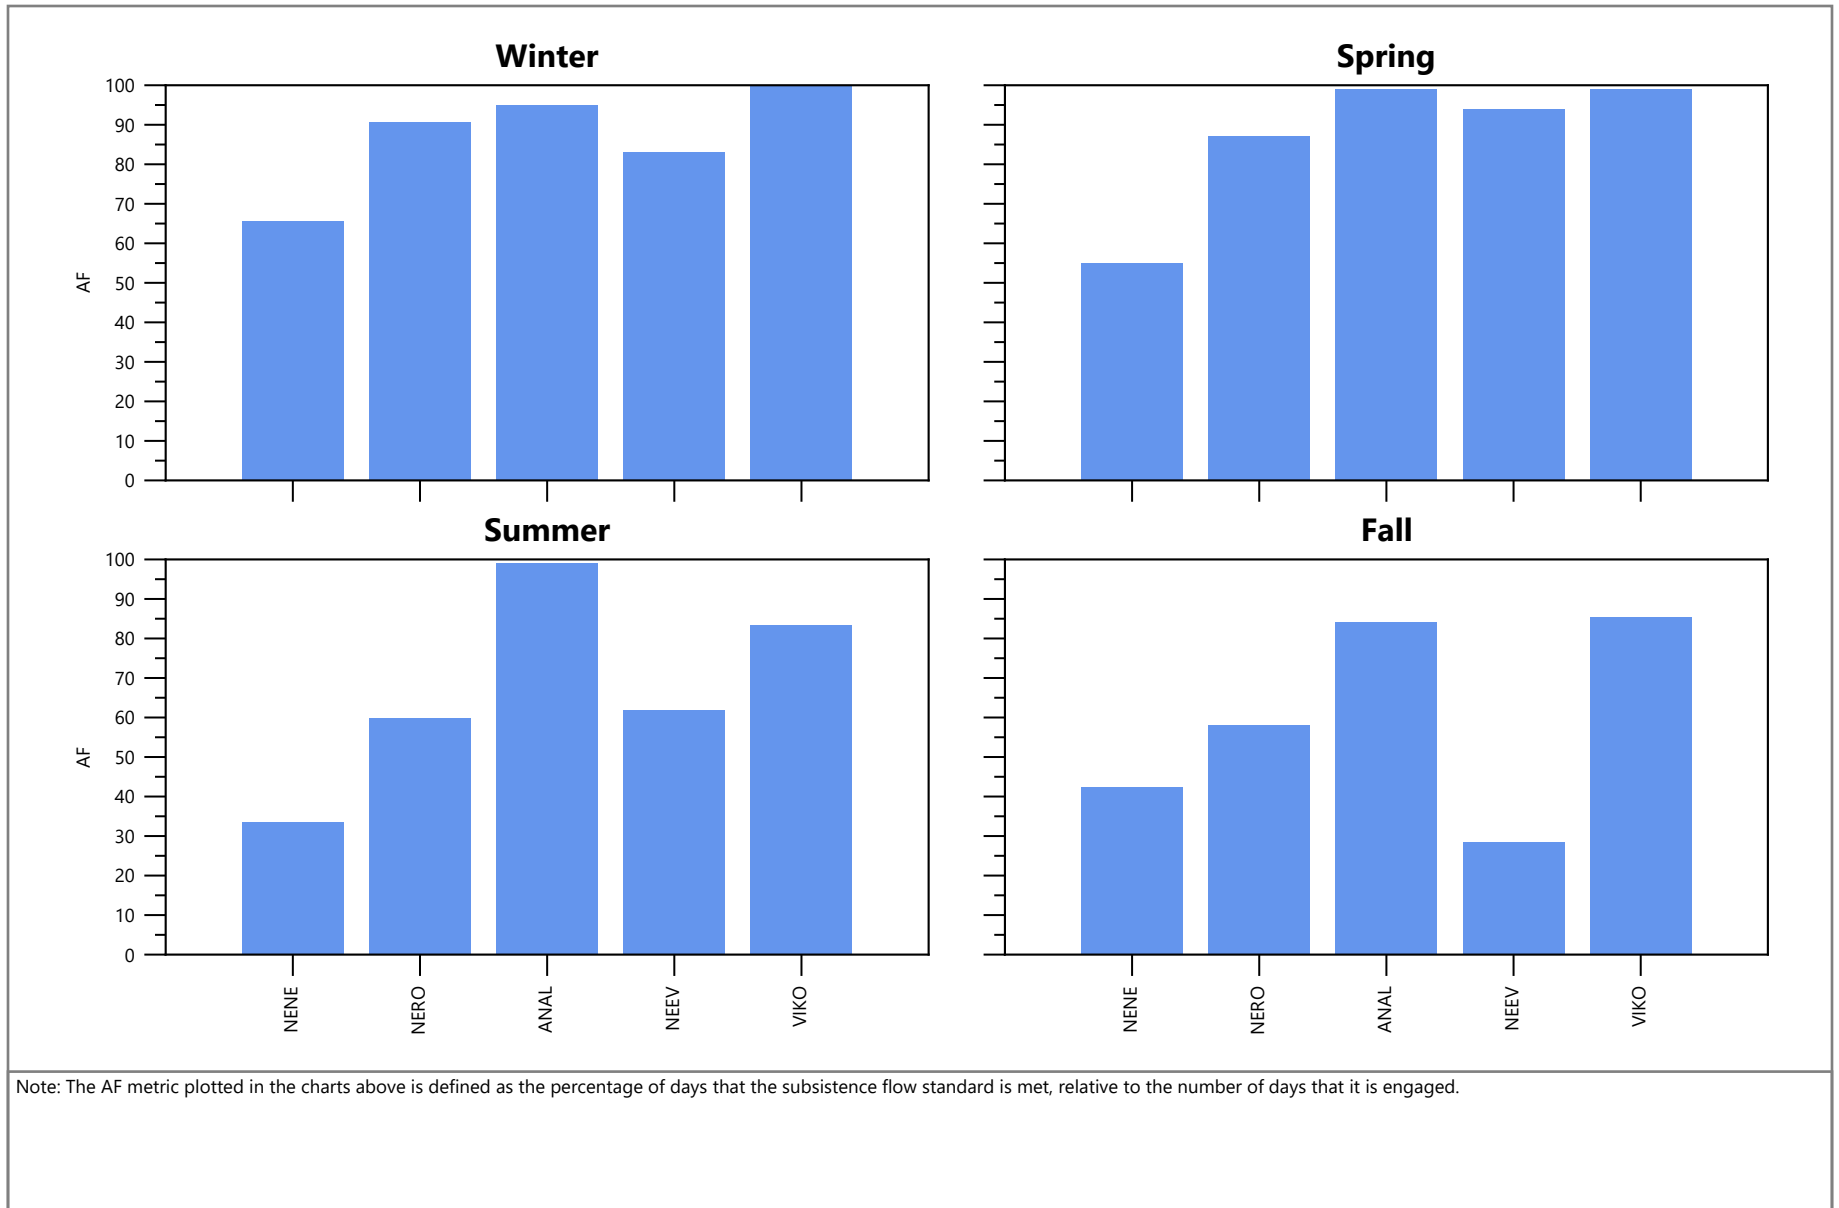 Winter
Spring
100
90
80
70
60
50
40
30
20
10
0
AF
Summer
Fall
100
90
80
70
60
50
40
30
20
10
0
AF
NENE
NERO
ANAL
NEEV
VIKO
NENE
NERO
ANAL
NEEV
VIKO
Note: The AF metric plotted in the charts above is defined as the percentage of days that the subsistence flow standard is met, relative to the number of days that it is engaged.